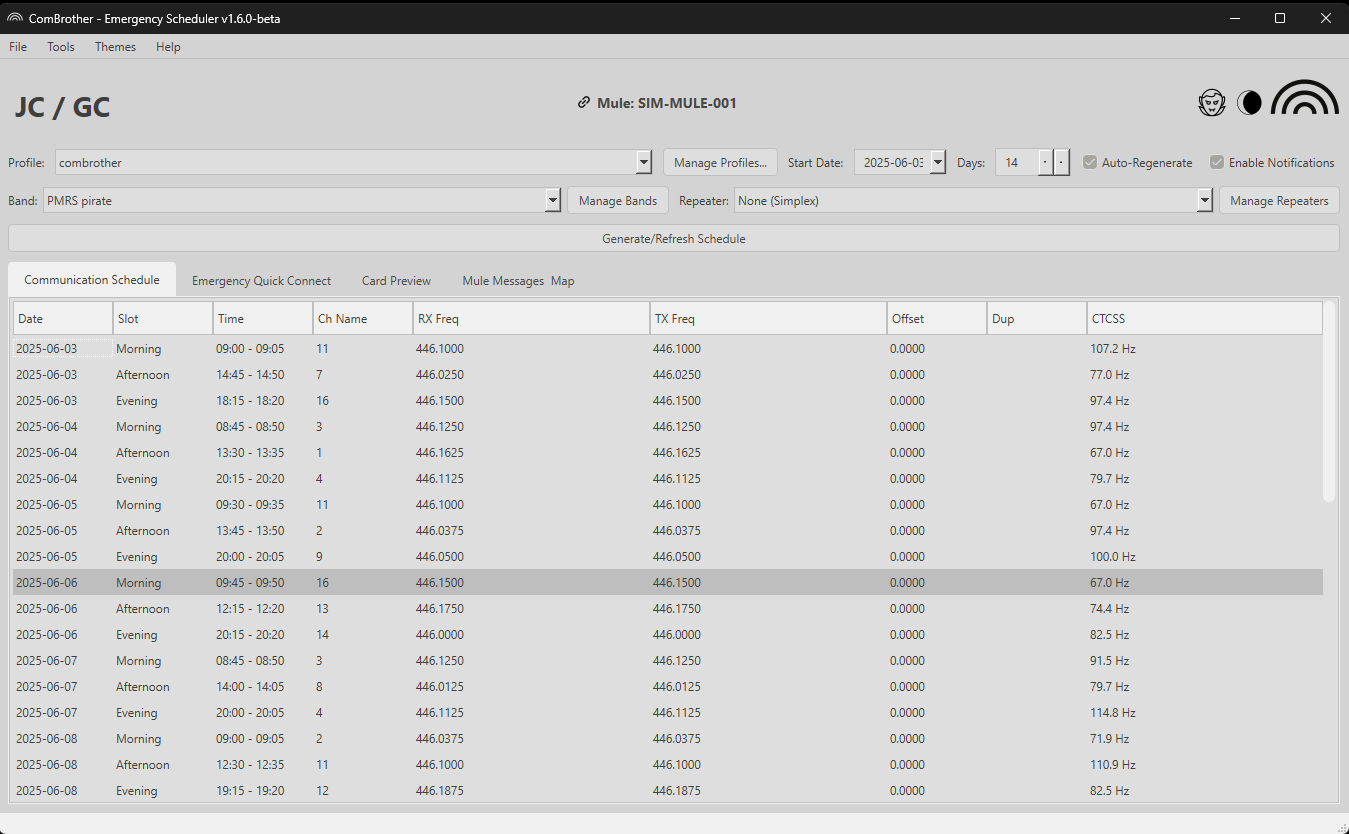 ComBrother - Emergency Scheduler v1.6.0-beta
File Tools Themes Help
JC / GC
Mule: SIM-MULE-001
Profile: combrother Manage Profiles... Start Date: 2025-06-03 Days: 14 Auto-Regenerate Enable Notifications
Band: PMRS pirate Manage Bands Repeater: None (Simplex) Manage Repeaters
Generate/Refresh Schedule
Communication Schedule Emergency Quick Connect Card Preview Mule Messages Map
Date Slot Time Ch Name RX Freq TX Freq Offset Dup CTCSS
2025-06-03 Morning 09:00 - 09:05 11 446.1000 446.1000 0.0000 107.2 Hz
2025-06-03 Afternoon 14:45 - 14:50 7 446.0250 446.0250 0.0000 77.0 Hz
2025-06-03 Evening 18:15 - 18:20 16 446.1500 446.1500 0.0000 97.4 Hz
2025-06-04 Morning 08:45 - 08:50 3 446.1250 446.1250 0.0000 97.4 Hz
2025-06-04 Afternoon 13:30 - 13:35 1 446.1625 446.1625 0.0000 67.0 Hz
2025-06-04 Evening 20:15 - 20:20 4 446.1125 446.1125 0.0000 79.7 Hz
2025-06-05 Morning 09:30 - 09:35 11 446.1000 446.1000 0.0000 67.0 Hz
2025-06-05 Afternoon 13:45 - 13:50 2 446.0375 446.0375 0.0000 97.4 Hz
2025-06-05 Evening 20:00 - 20:05 9 446.0500 446.0500 0.0000 100.0 Hz
2025-06-06 Morning 09:45 - 09:50 16 446.1500 446.1500 0.0000 67.0 Hz
2025-06-06 Afternoon 12:15 - 12:20 13 446.1750 446.1750 0.0000 74.4 Hz
2025-06-06 Evening 20:15 - 20:20 14 446.0000 446.0000 0.0000 82.5 Hz
2025-06-07 Morning 08:45 - 08:50 3 446.1250 446.1250 0.0000 91.5 Hz
2025-06-07 Afternoon 14:00 - 14:05 8 446.0125 446.0125 0.0000 79.7 Hz
2025-06-07 Evening 20:00 - 20:05 4 446.1125 446.1125 0.0000 114.8 Hz
2025-06-08 Morning 09:00 - 09:05 2 446.0375 446.0375 0.0000 71.9 Hz
2025-06-08 Afternoon 12:30 - 12:35 11 446.1000 446.1000 0.0000 110.9 Hz
2025-06-08 Evening 19:15 - 19:20 12 446.1875 446.1875 0.0000 82.5 Hz